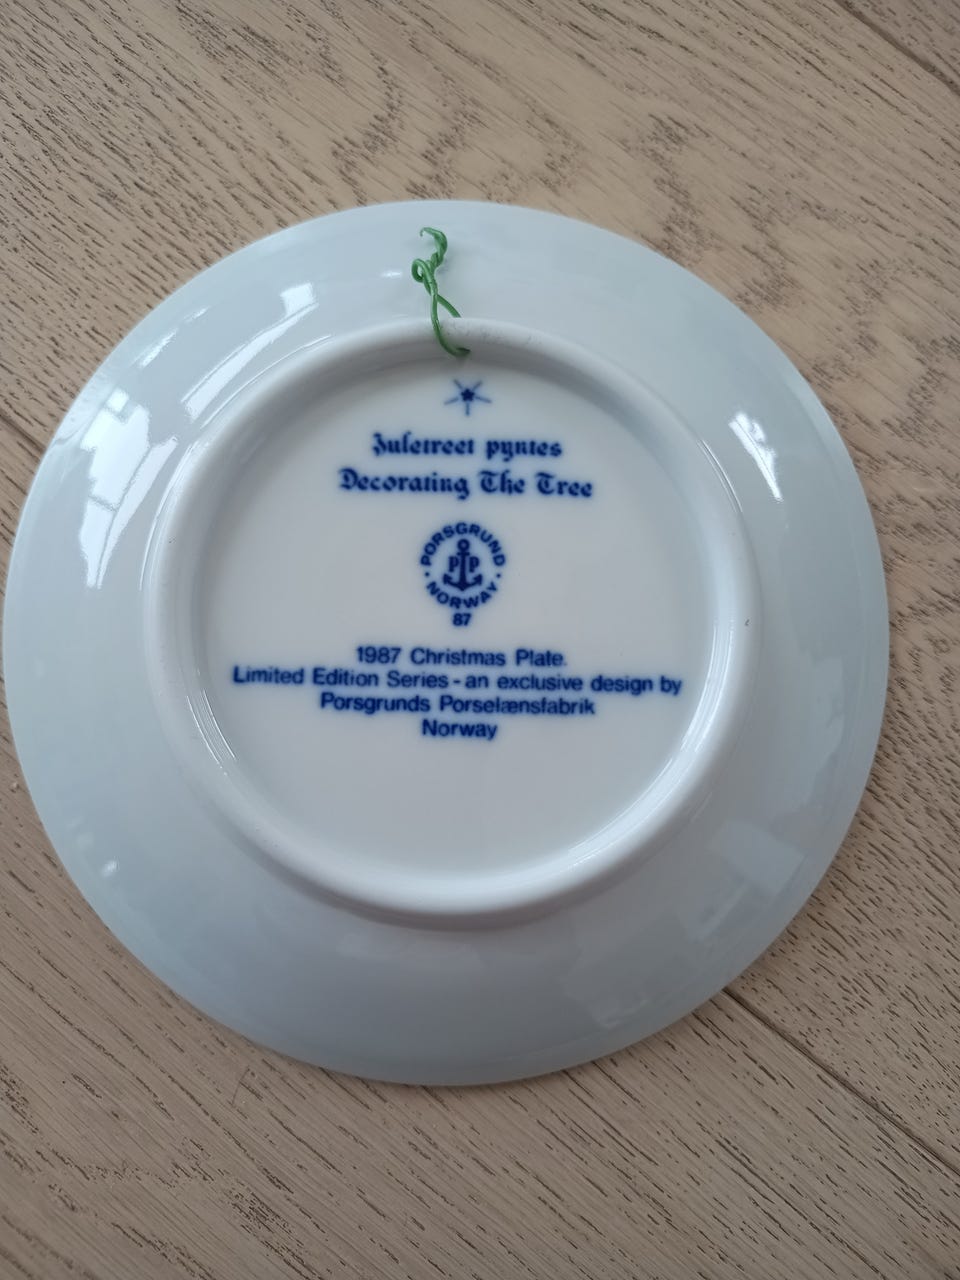 Juletreet pyntes
Decorating The Tree
PORSGRUND
PP
NORWAY
87
1987 Christmas Plate.
Limited Edition Series - an exclusive design by
Porsgrunds Porselænsfabrik
Norway